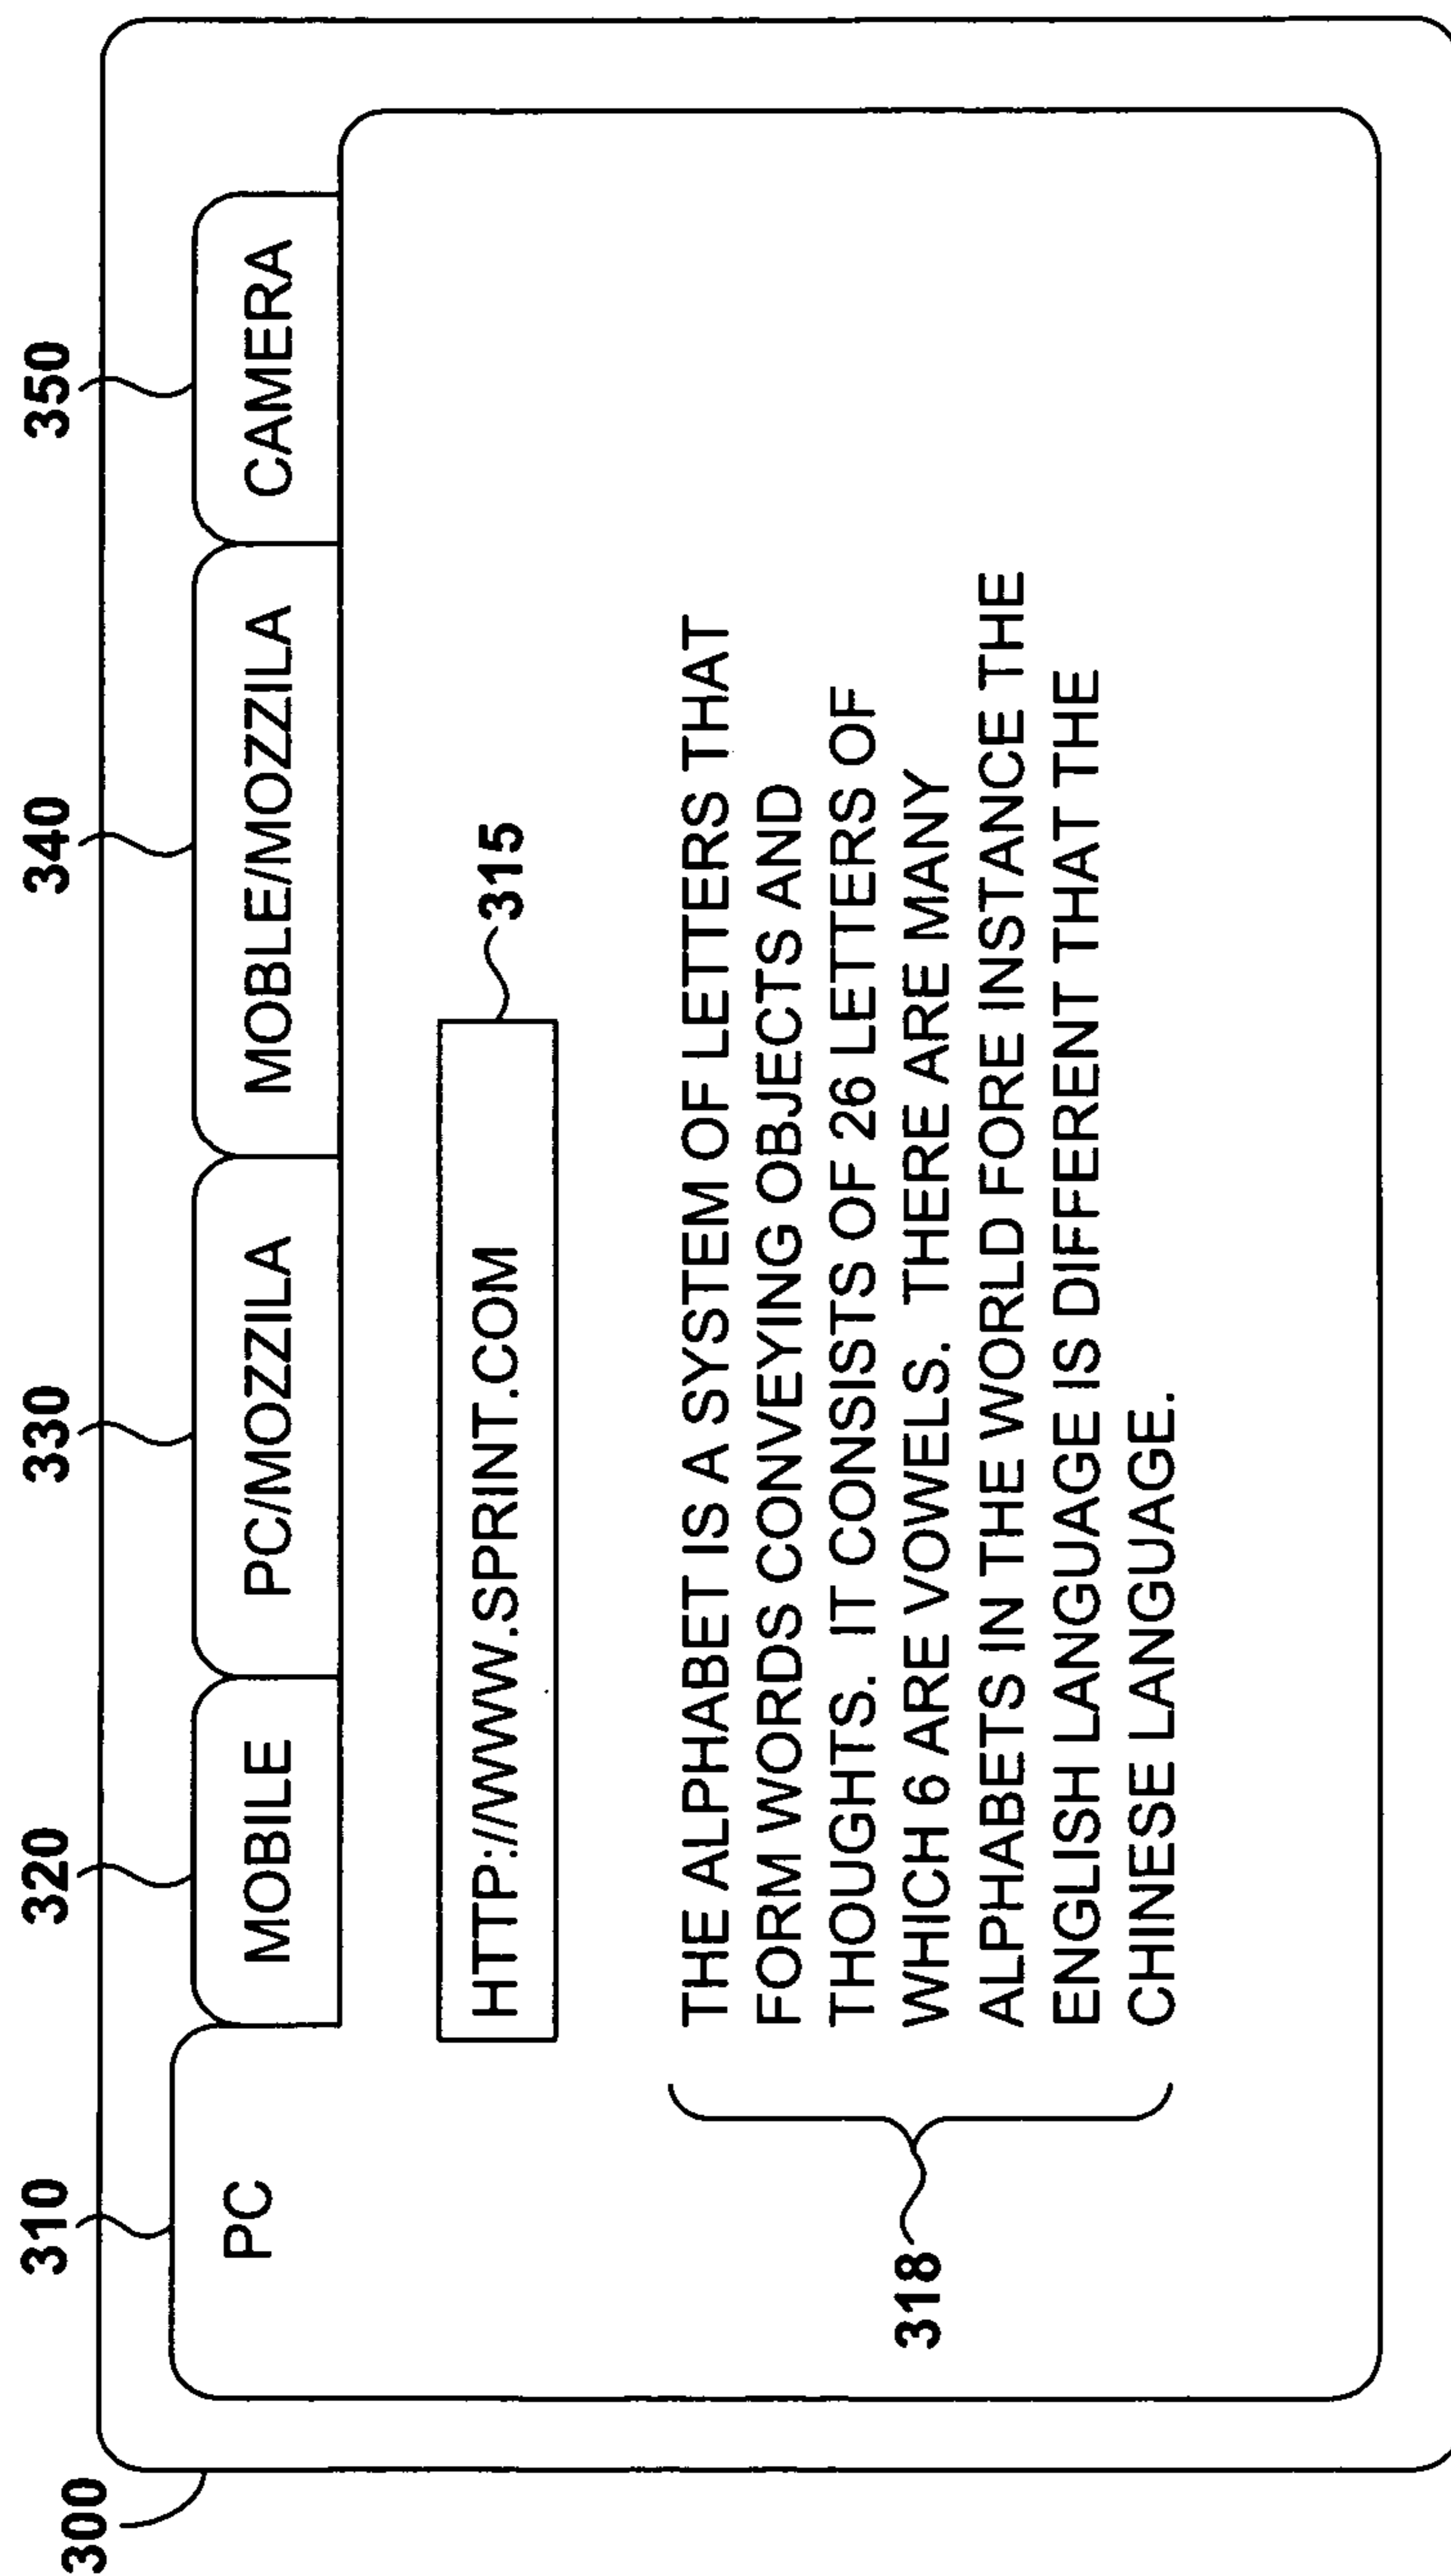 300
310
320
330
340
350
PC
MOBILE
PC/MOZZILA
MOBLE/MOZZILA
CAMERA
HTTP://WWW.SPRINT.COM
315
318
THE ALPHABET IS A SYSTEM OF LETTERS THAT
FORM WORDS CONVEYING OBJECTS AND
THOUGHTS. IT CONSISTS OF 26 LETTERS OF
WHICH 6 ARE VOWELS. THERE ARE MANY
ALPHABETS IN THE WORLD FORE INSTANCE THE
ENGLISH LANGUAGE IS DIFFERENT THAT THE
CHINESE LANGUAGE.